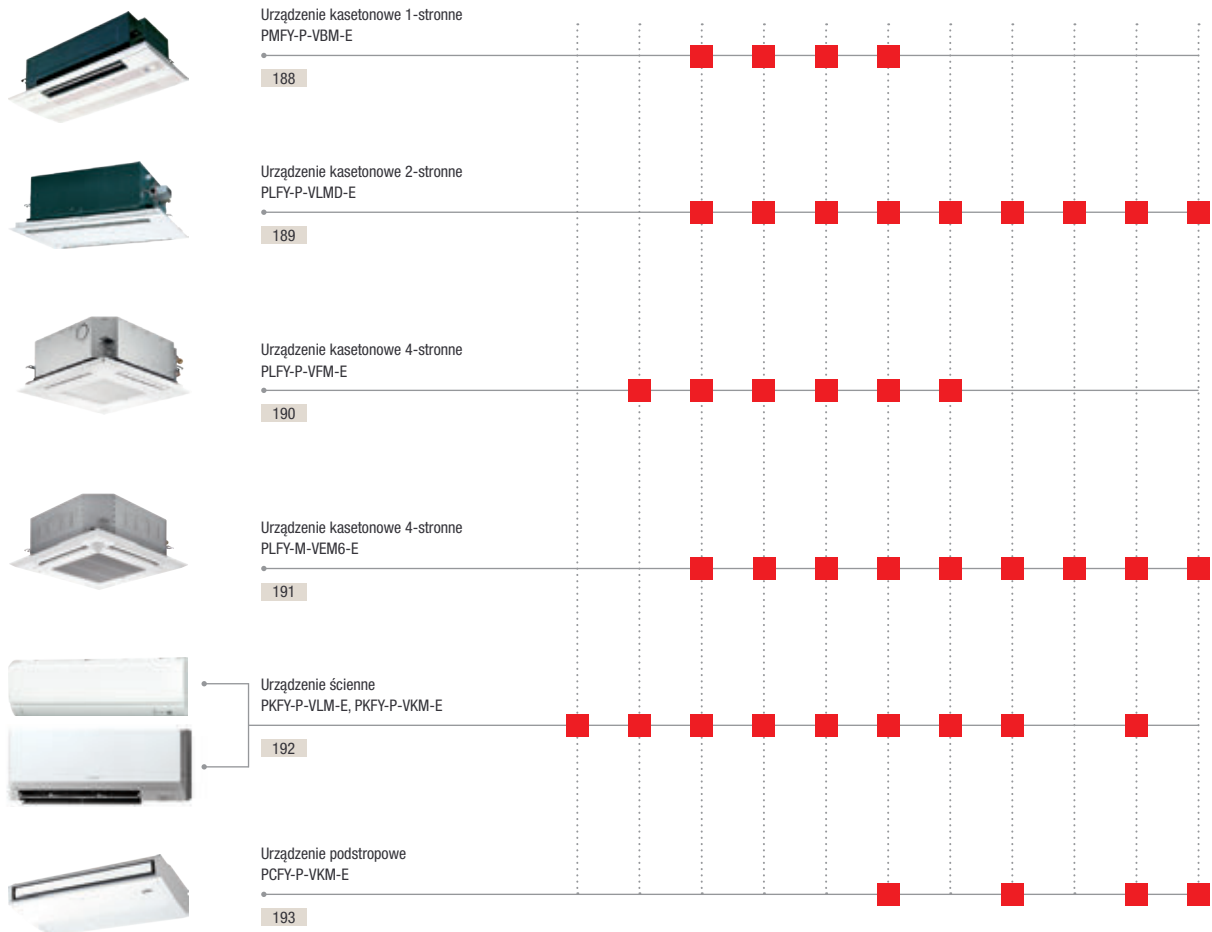 Urządzenie kasetonowe 1-stronne
PMFY-P-VBM-E
188
Urządzenie kasetonowe 2-stronne
PLFY-P-VLMD-E
189
Urządzenie kasetonowe 4-stronne
PLFY-P-VFM-E
190
Urządzenie kasetonowe 4-stronne
PLFY-M-VEM6-E
191
Urządzenie ścienne
PKFY-P-VLM-E, PKFY-P-VKM-E
192
Urządzenie podstropowe
PCFY-P-VKM-E
193